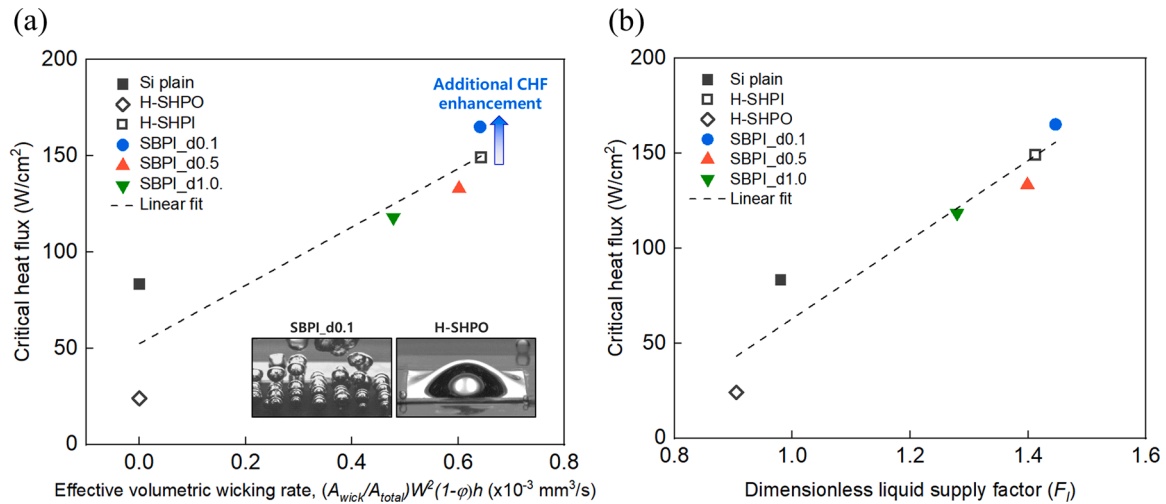 (a)
200
150
100
50
0
Critical heat flux (W/cm²)
Si plain
H-SHPO
H-SHPI
SBPI_d0.1
SBPI_d0.5
SBPI_d1.0.
Linear fit
Additional CHF
enhancement
SBPI_d0.1
H-SHPO
0.0 0.2 0.4 0.6 0.8
Effective volumetric wicking rate, (A_wick/A_total)W²(1-φ)h (x10⁻³ mm³/s)
(b)
200
150
100
50
0
Critical heat flux (W/cm²)
Si plain
H-SHPI
H-SHPO
SBPI_d0.1
SBPI_d0.5
SBPI_d1.0
Linear fit
0.8 1.0 1.2 1.4 1.6
Dimensionless liquid supply factor (F_l)